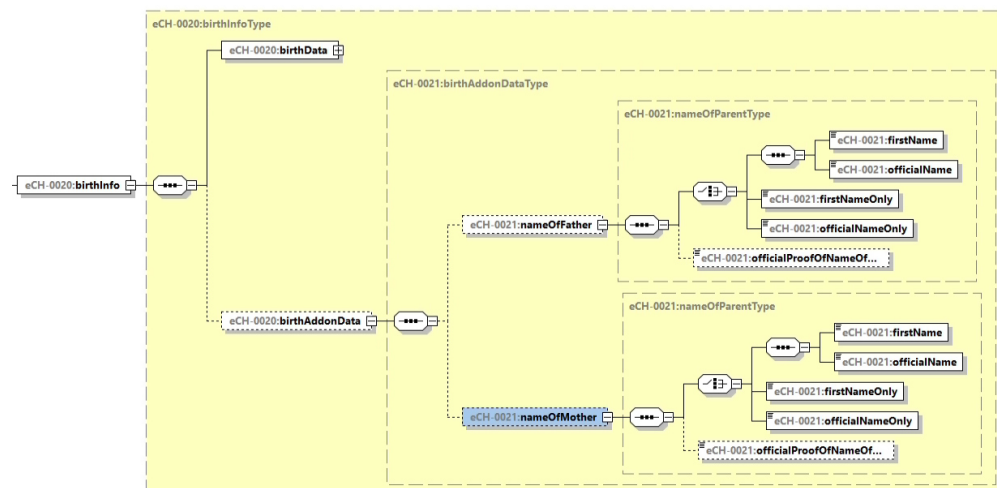 eCH-0020:birthInfoType
eCH-0020:birthData
eCH-0021:birthAddonDataType
eCH-0021:nameOfParentType
eCH-0021:firstName
eCH-0021:officialName
eCH-0020:birthInfo
eCH-0021:firstNameOnly
eCH-0021:nameOfFather
eCH-0021:officialNameOnly
eCH-0021:officialProofOfNameOf...
eCH-0021:nameOfParentType
eCH-0020:birthAddonData
eCH-0021:firstName
eCH-0021:officialName
eCH-0021:firstNameOnly
eCH-0021:nameOfMother
eCH-0021:officialNameOnly
eCH-0021:officialProofOfNameOf...